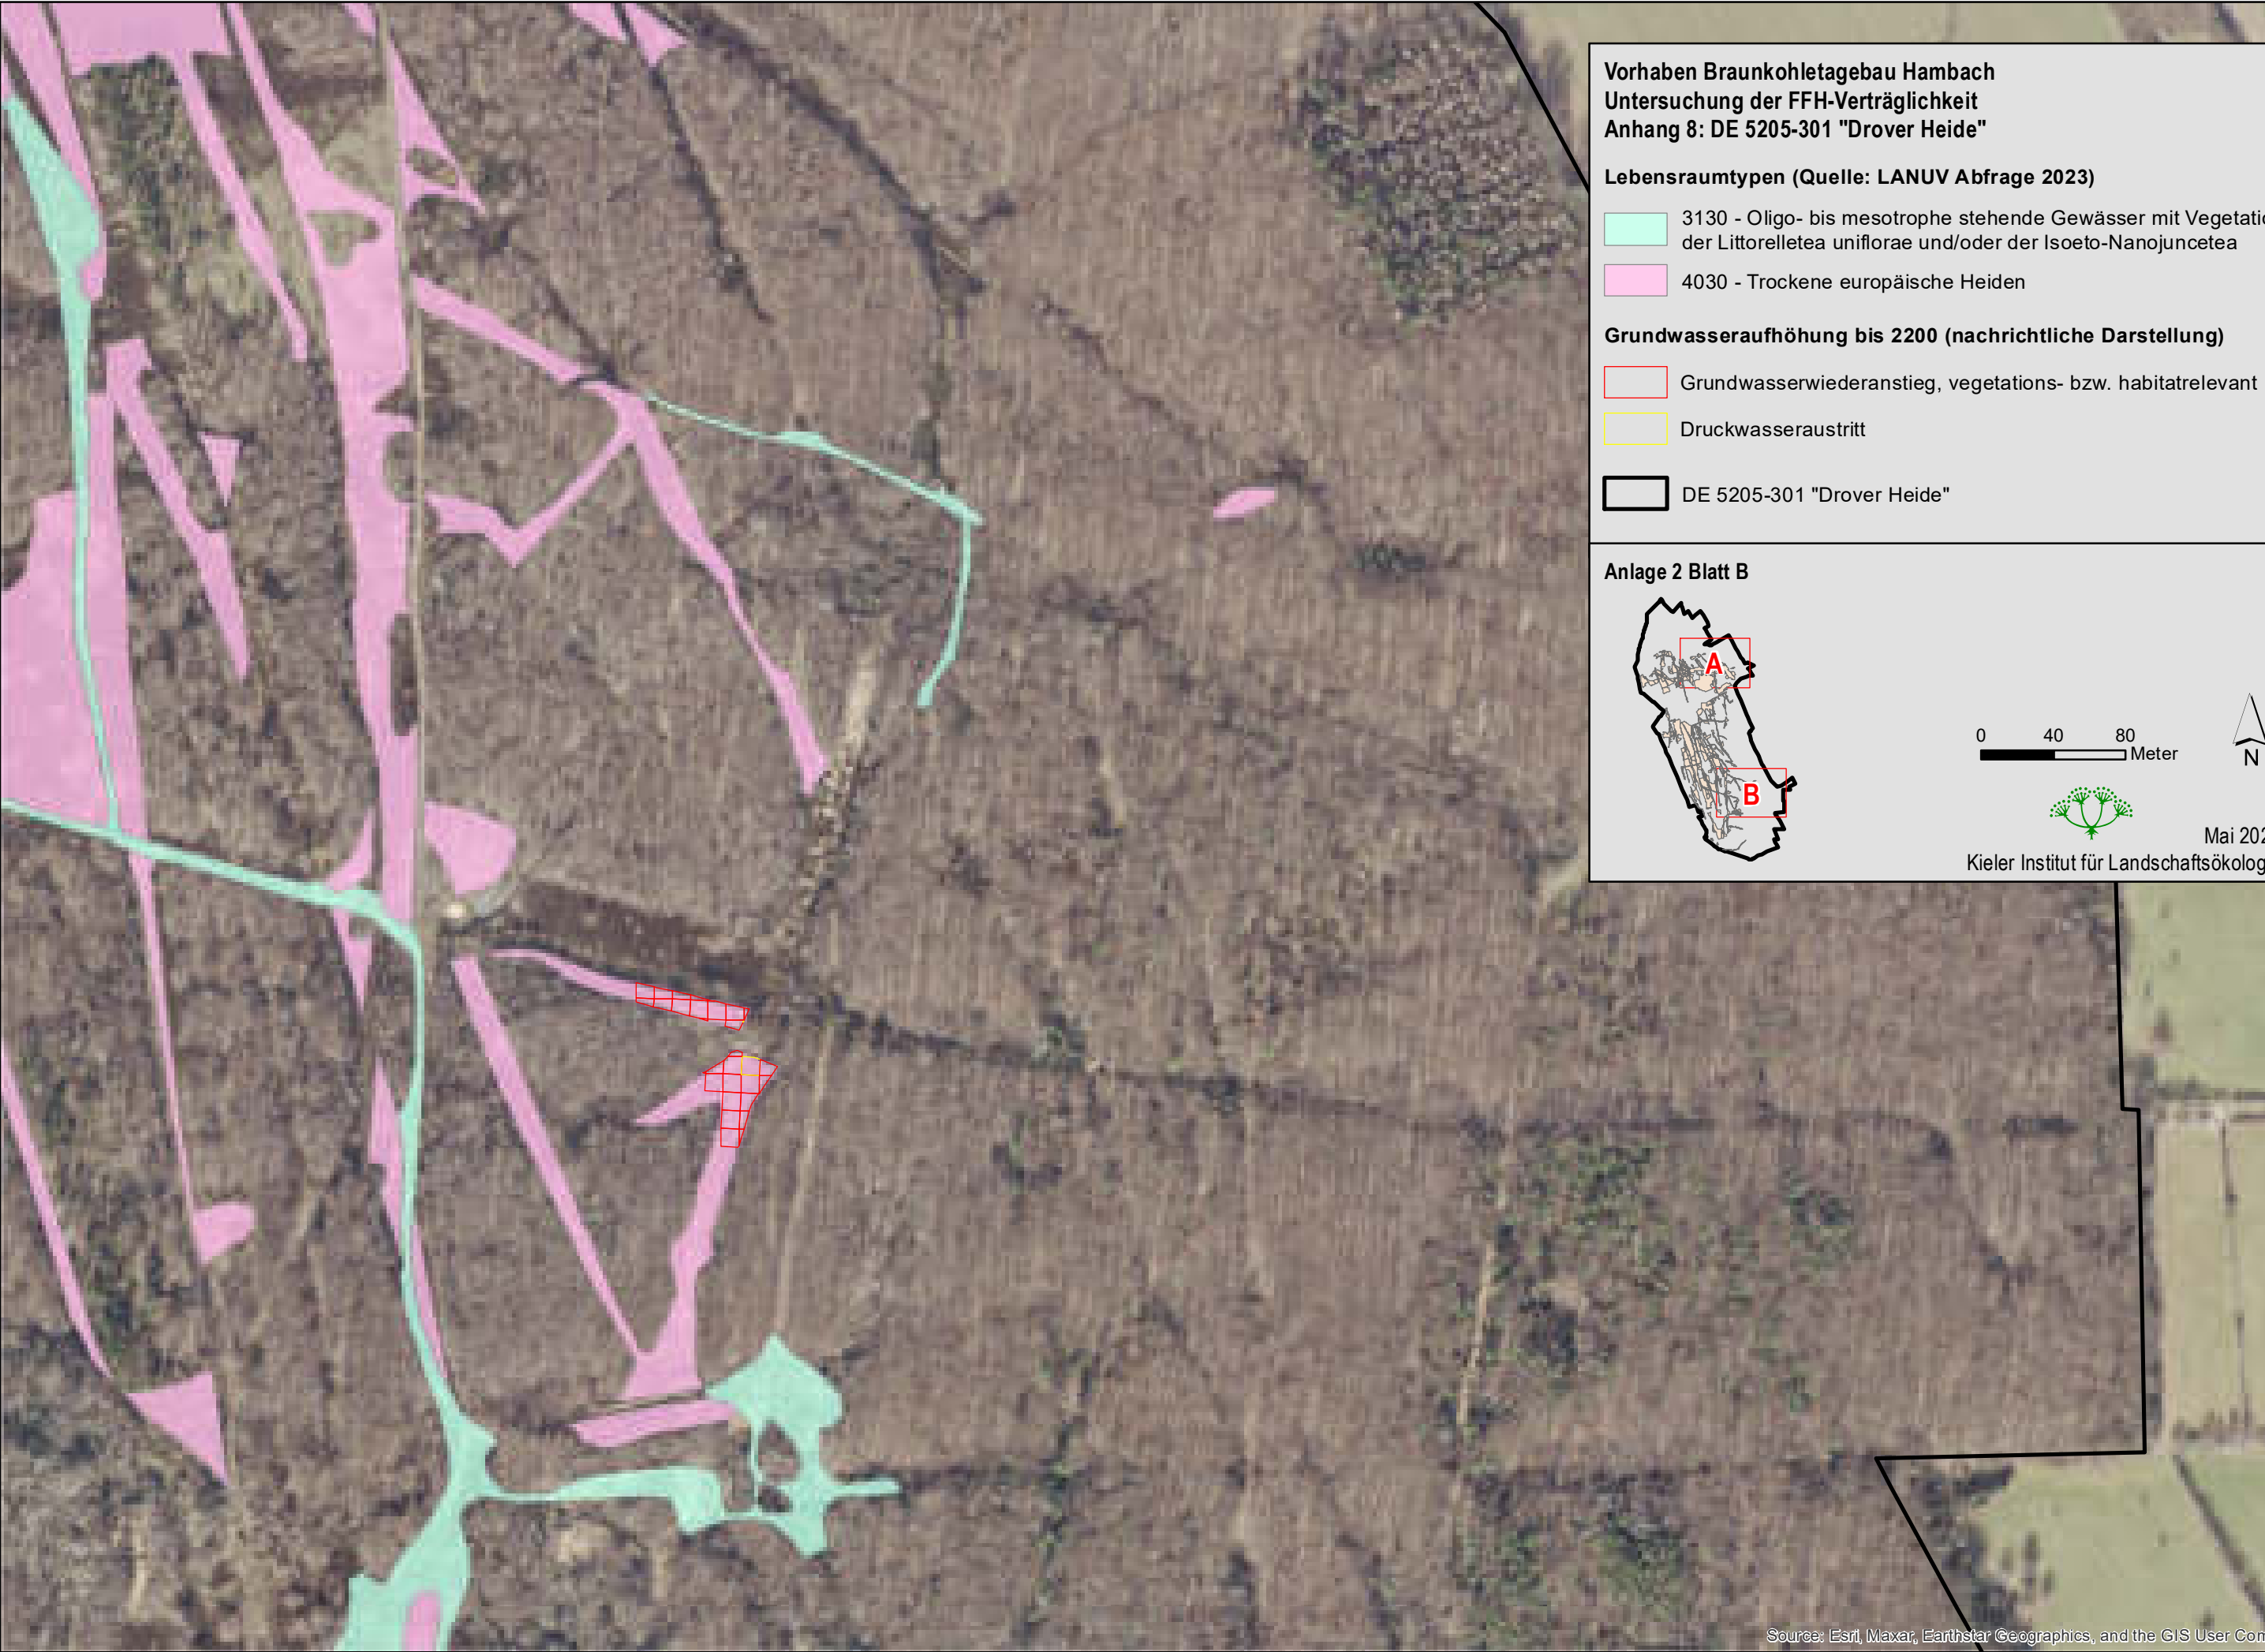 Vorhaben Braunkohletagebau Hambach
Untersuchung der FFH-Verträglichkeit
Anhang 8: DE 5205-301 "Drover Heide"
Lebensraumtypen (Quelle: LANUV Abfrage 2023)
3130 - Oligo- bis mesotrophe stehende Gewässer mit Vegetatio
der Littorelletea uniflorae und/oder der Isoeto-Nanojuncetea
4030 - Trockene europäische Heiden
Grundwasseraufhöhung bis 2200 (nachrichtliche Darstellung)
Grundwasserwiederanstieg, vegetations- bzw. habitatrelevant
Druckwasseraustritt
DE 5205-301 "Drover Heide"
Anlage 2 Blatt B
A
B
0 40 80
Meter
N
Mai 202
Kieler Institut für Landschaftsökolog
Source: Esri, Maxar, Earthstar Geographics, and the GIS User Com